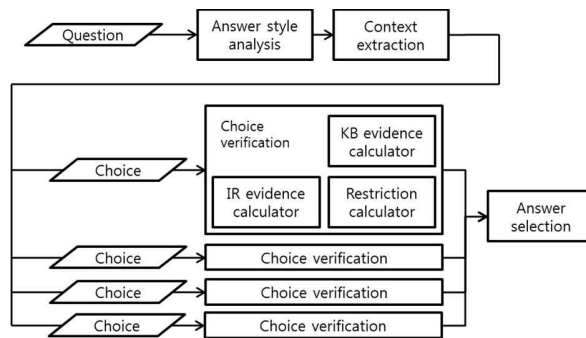 Question
Answer style
analysis
Context
extraction
Choice
Choice
verification
KB evidence
calculator
IR evidence
calculator
Restriction
calculator
Answer
selection
Choice
Choice verification
Choice
Choice verification
Choice
Choice verification